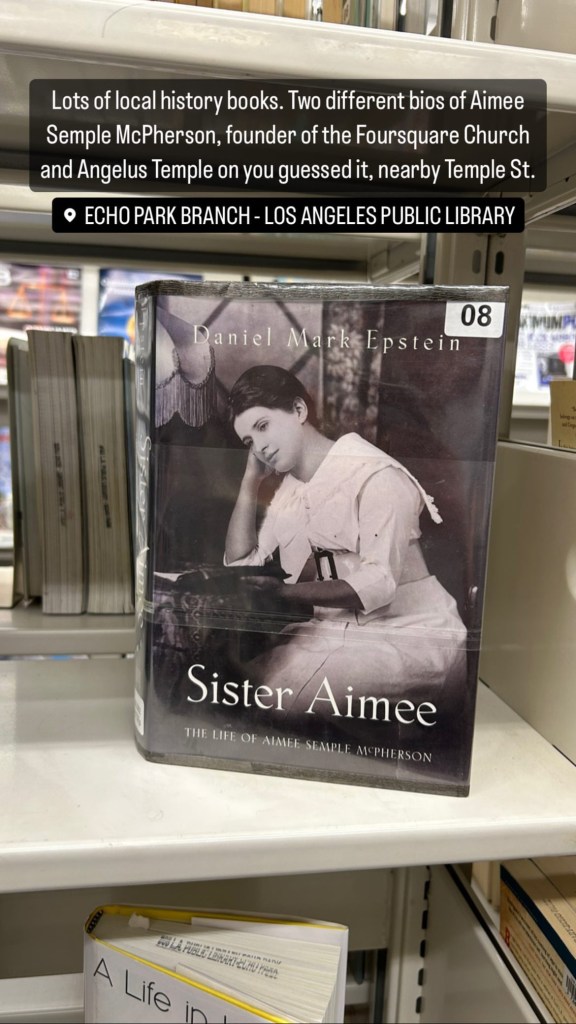 Lots of local history books. Two different bios of Aimee
Semple McPherson, founder of the Foursquare Church
and Angelus Temple on you guessed it, nearby Temple St.
ECHO PARK BRANCH - LOS ANGELES PUBLIC LIBRARY
08
Daniel Mark Epstein
Sister Aimee
THE LIFE OF AIMEE SEMPLE McPHERSON
A Life in